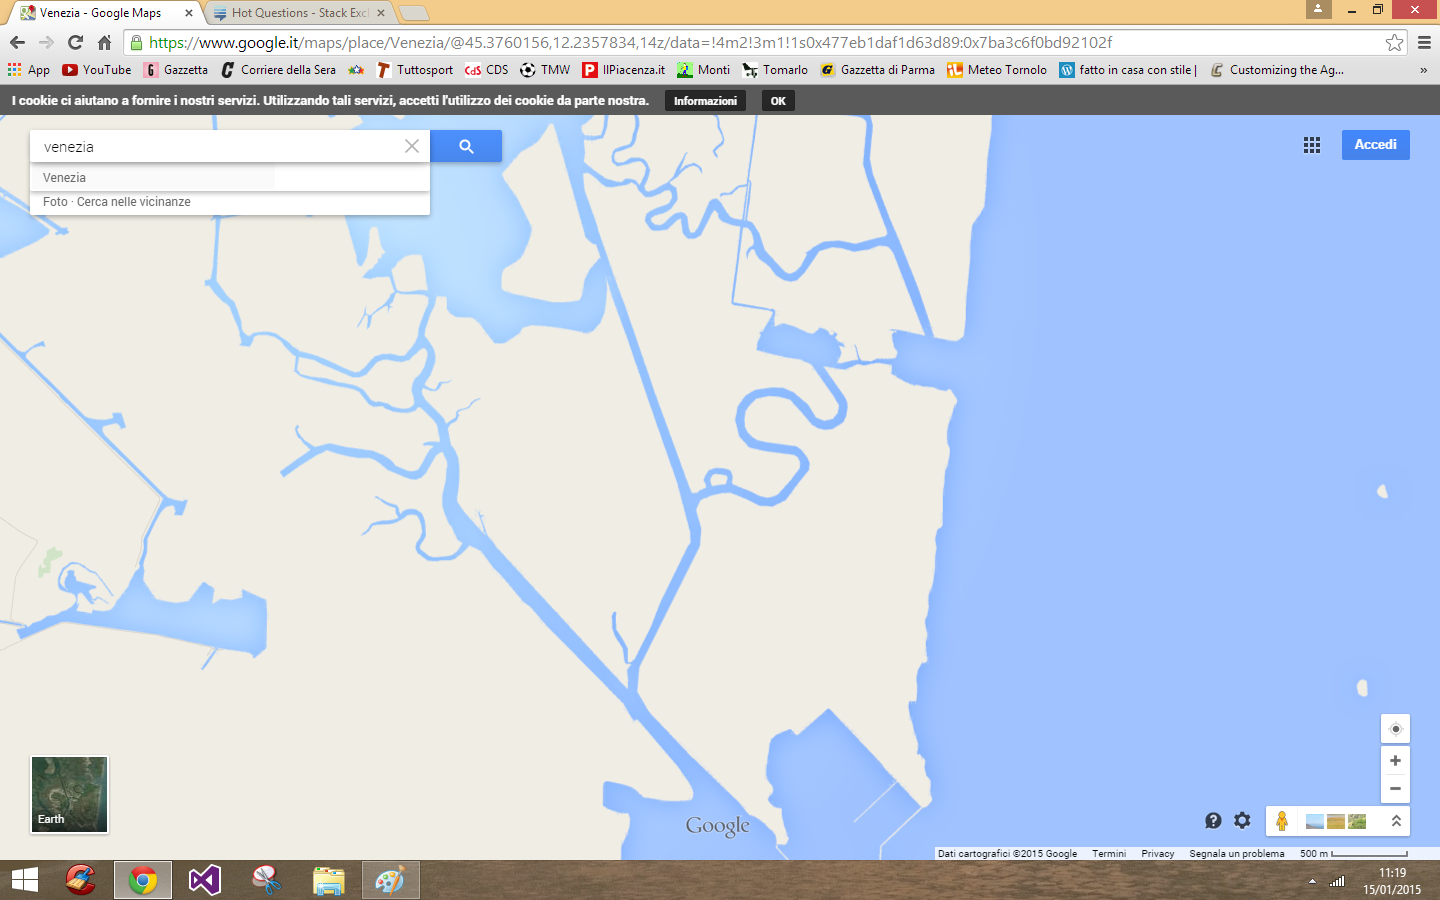 Venezia - Google Maps
Hot Questions - Stack Exc
https://www.google.it/maps/place/Venezia/@45.3760156,12.2357834,14z/data=!4m2!3m1!1s0x477eb1daf1d63d89:0x7ba3c6f0bd92102f
App YouTube Gazzetta Corriere della Sera Tuttosport CDS TMW IlPiacenza.it Monti Tomarlo Gazzetta di Parma Meteo Tornolo fatto in casa con stile | Customizing the Ag... »
I cookie ci aiutano a fornire i nostri servizi. Utilizzando tali servizi, accetti l'utilizzo dei cookie da parte nostra. Informazioni OK
venezia
Accedi
Venezia
Foto · Cerca nelle vicinanze
Earth
Google
Dati cartografici ©2015 Google Termini Privacy Segnala un problema 500 m
11:19
15/01/2015